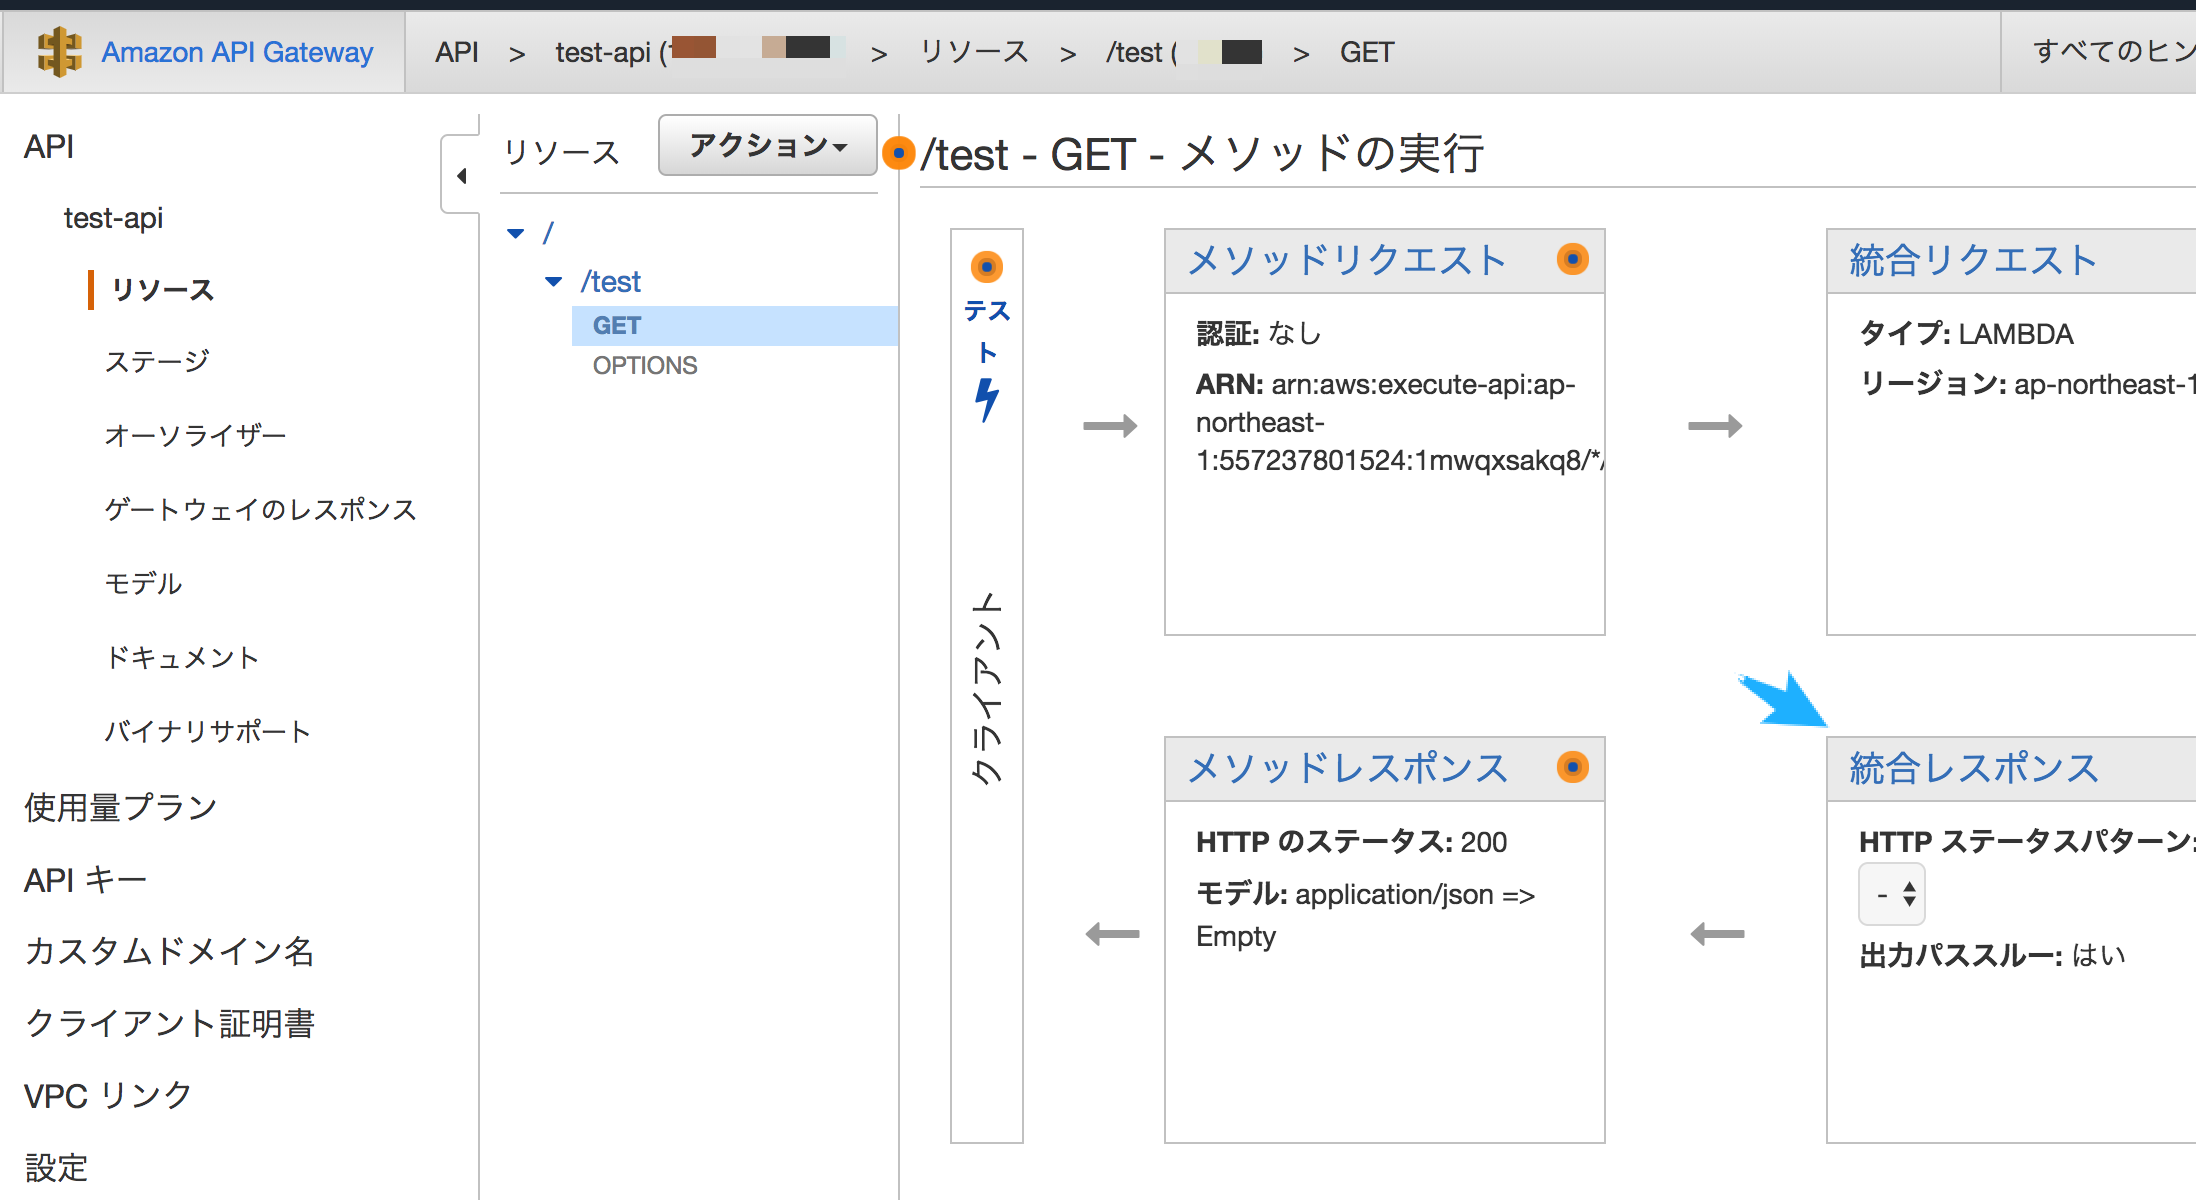 Amazon API Gateway
API > test-api ( > リソース > /test ( > GET
すべてのヒン
API
test-api
リソース
ステージ
オーソライザー
ゲートウェイのレスポンス
モデル
ドキュメント
バイナリサポート
使用量プラン
API キー
カスタムドメイン名
クライアント証明書
VPC リンク
設定
リソース
アクション
/
/test
GET
OPTIONS
/test - GET - メソッドの実行
テス
ト
クライアント
メソッドリクエスト
認証: なし
ARN: arn:aws:execute-api:ap-
northeast-
1:557237801524:1mwqxsakq8/*/
統合リクエスト
タイプ: LAMBDA
リージョン: ap-northeast-1
メソッドレスポンス
HTTP のステータス: 200
モデル: application/json =>
Empty
統合レスポンス
HTTP ステータスパターン:
-
出力パススルー: はい